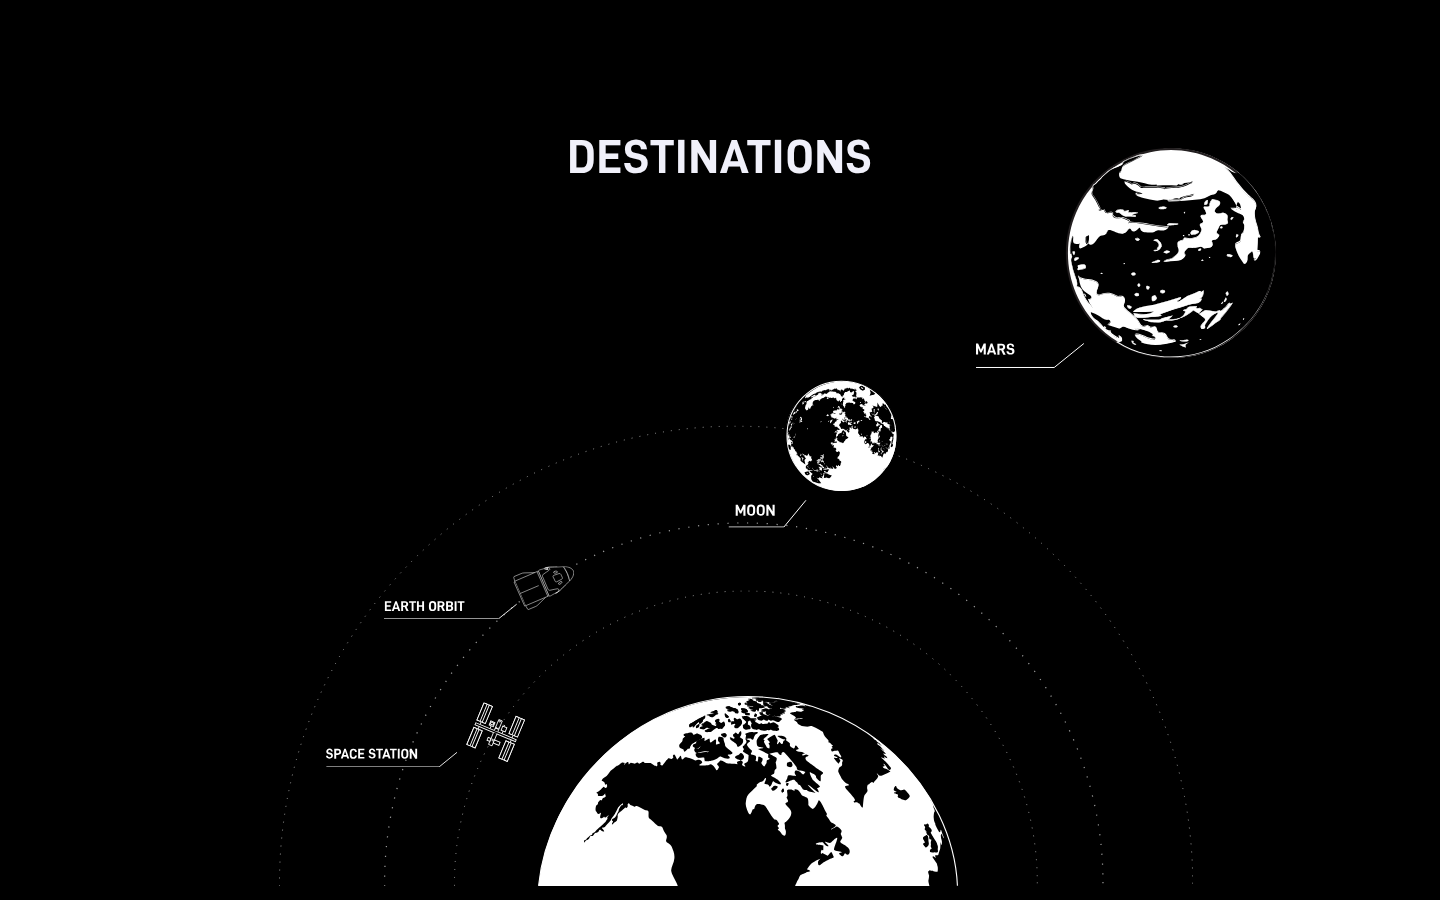 DESTINATIONS
MARS
MOON
EARTH ORBIT
SPACE STATION